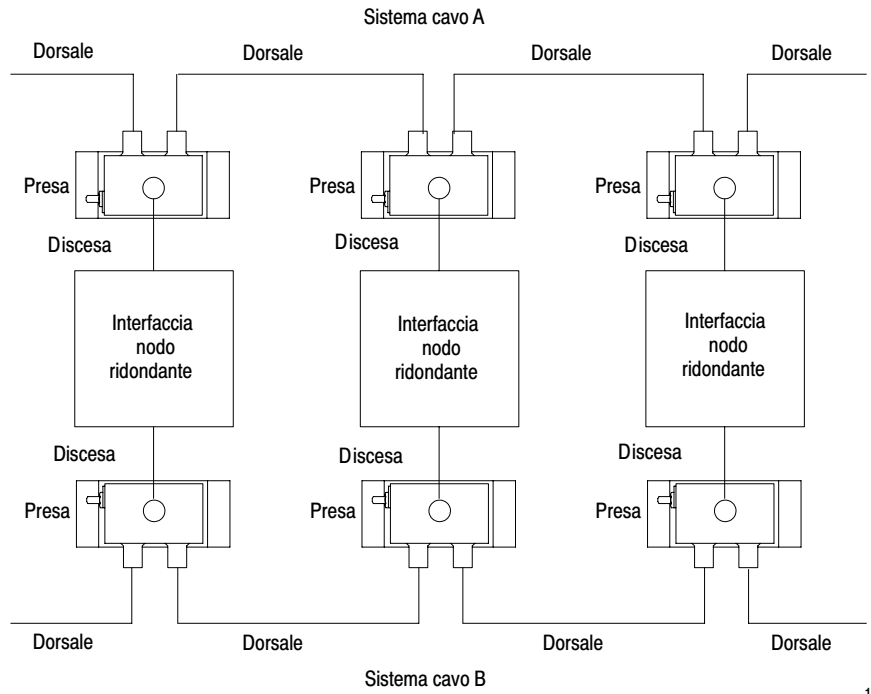 Sistema cavo A
Dorsale Dorsale Dorsale Dorsale
Presa Presa Presa
Discesa Discesa Discesa
Interfaccia
nodo
ridondante
Interfaccia
nodo
ridondante
Interfaccia
nodo
ridondante
Discesa Discesa Discesa
Presa Presa Presa
Dorsale Dorsale Dorsale Dorsale
Sistema cavo B
1